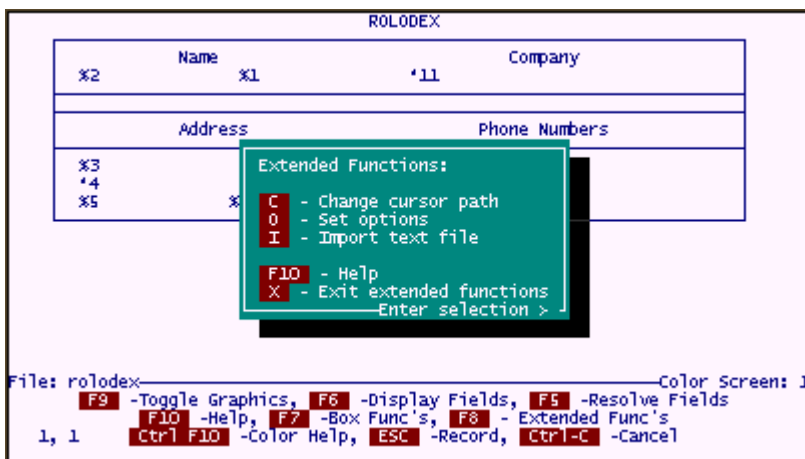 ROLODEX
Name Company
%2 %1 '11
Address Phone Numbers
%3
'4
%5 %
Extended Functions:
C - Change cursor path
O - Set options
I - Import text file
F10 - Help
X - Exit extended functions
Enter selection >
File: rolodex Color Screen: 1
F9 -Toggle Graphics, F6 -Display Fields, F5 -Resolve Fields
F10 -Help, F7 -Box Func's, F8 - Extended Func's
1, 1 Ctrl F10 -Color Help, ESC -Record, Ctrl-C -Cancel